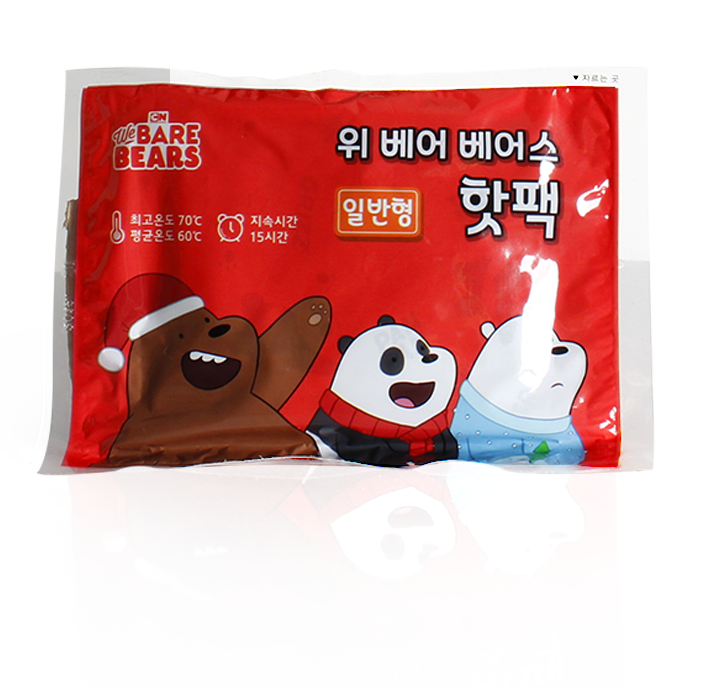 ▼ 자르는 곳
CN
We BARE
BEARS
위 베어 베어스
핫팩
일반형
최고온도 70℃
평균온도 60℃
지속시간
15시간